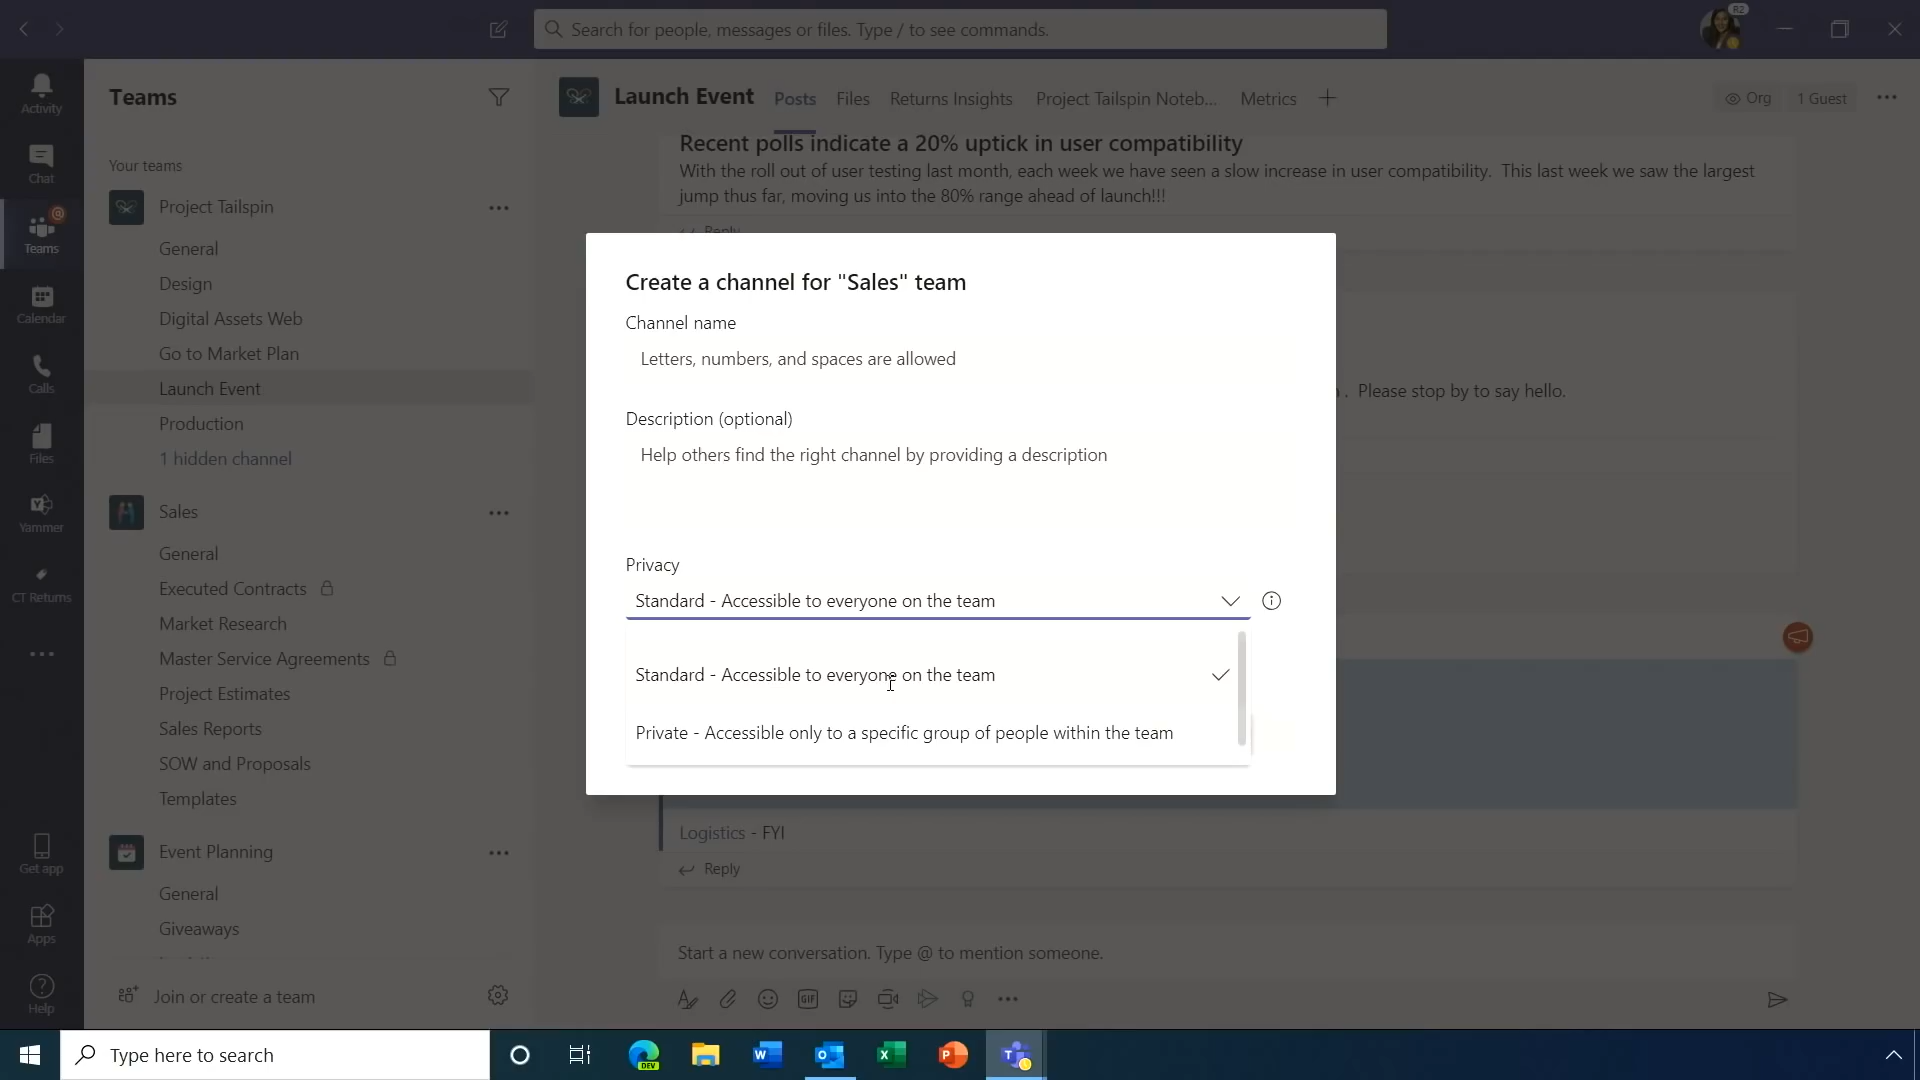 Search for people, messages or files. Type / to see commands.
R2
Activity
Chat
@
Teams
Calendar
Calls
Files
Yammer
CT Returns
Get app
Apps
Help
Teams
Your teams
Project Tailspin
General
Design
Digital Assets Web
Go to Market Plan
Launch Event
Production
1 hidden channel
Sales
General
Executed Contracts
Market Research
Master Service Agreements
Project Estimates
Sales Reports
SOW and Proposals
Templates
Event Planning
General
Giveaways
Join or create a team
Launch Event
Posts
Files
Returns Insights
Project Tailspin Noteb...
Metrics
Org
1 Guest
Recent polls indicate a 20% uptick in user compatibility
With the roll out of user testing last month, each week we have seen a slow increase in user compatibility. This last week we saw the largest
jump thus far, moving us into the 80% range ahead of launch!!!
Reply
. Please stop by to say hello.
Create a channel for "Sales" team
Channel name
Letters, numbers, and spaces are allowed
Description (optional)
Help others find the right channel by providing a description
Privacy
Standard - Accessible to everyone on the team
Standard - Accessible to everyone on the team
Private - Accessible only to a specific group of people within the team
Logistics - FYI
Reply
Start a new conversation. Type @ to mention someone.
GIF
Type here to search
DEV
W
O
X
P
T